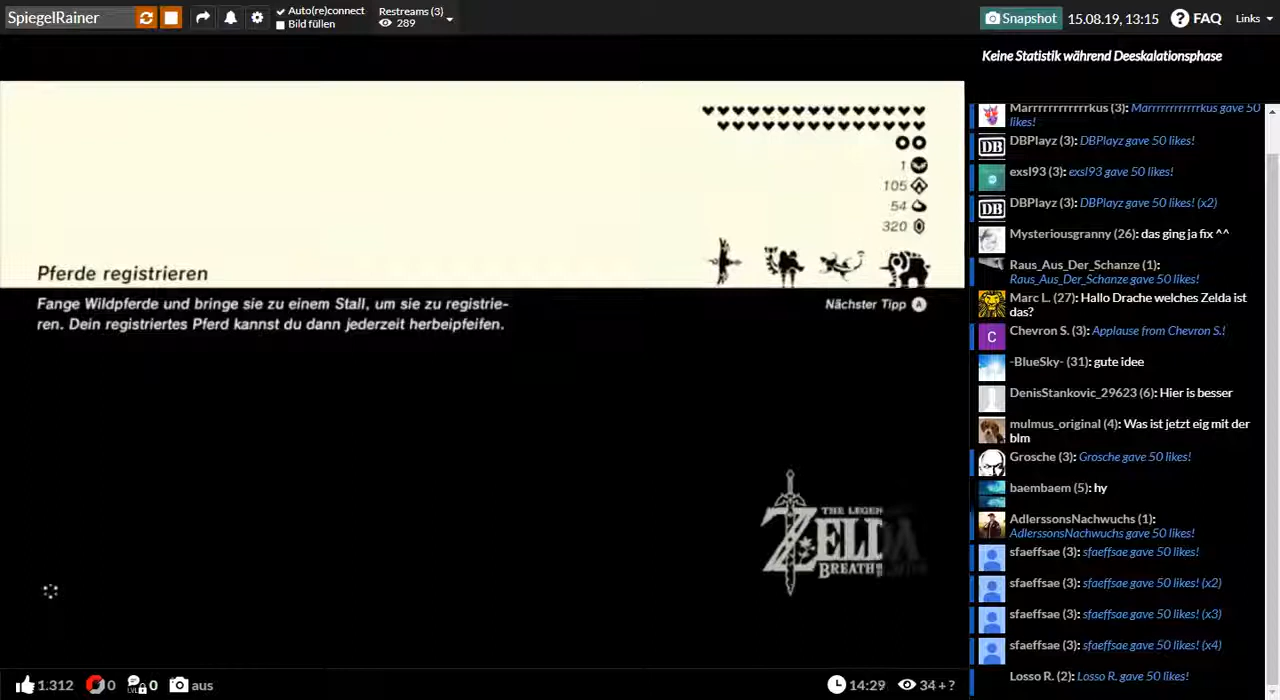 SpiegelRainer
Auto(re)connect
Bild füllen
Restreams (3)
289
Snapshot
15.08.19, 13:15
FAQ
Links
Keine Statistik während Deeskalationsphase
1
105
54
320
Pferde registrieren
Fange Wildpferde und bringe sie zu einem Stall, um sie zu registrie-
ren. Dein registriertes Pferd kannst du dann jederzeit herbeipfeifen.
Nächster Tipp A
THE LEGEN
ZELDA
BREATH
1.312
0
LVL
0
aus
14:29
34 + ?
Marrrrrrrrrrrkus (3): Marrrrrrrrrrrkus gave 50
likes!
DB
DBPlayz (3): DBPlayz gave 50 likes!
exsl93 (3): exsl93 gave 50 likes!
DB
DBPlayz (3): DBPlayz gave 50 likes! (x2)
Mysteriousgranny (26): das ging ja fix ^^
Raus_Aus_Der_Schanze (1):
Raus_Aus_Der_Schanze gave 50 likes!
Marc L. (27): Hallo Drache welches Zelda ist
das?
C
Chevron S. (3): Applause from Chevron S.!
-BlueSky- (31): gute idee
DenisStankovic_29623 (6): Hier is besser
mulmus_original (4): Was ist jetzt eig mit der
blm
Grosche (3): Grosche gave 50 likes!
baembaem (5): hy
AdlerssonsNachwuchs (1):
AdlerssonsNachwuchs gave 50 likes!
sfaeffsae (3): sfaeffsae gave 50 likes!
sfaeffsae (3): sfaeffsae gave 50 likes! (x2)
sfaeffsae (3): sfaeffsae gave 50 likes! (x3)
sfaeffsae (3): sfaeffsae gave 50 likes! (x4)
Losso R. (2): Losso R. gave 50 likes!